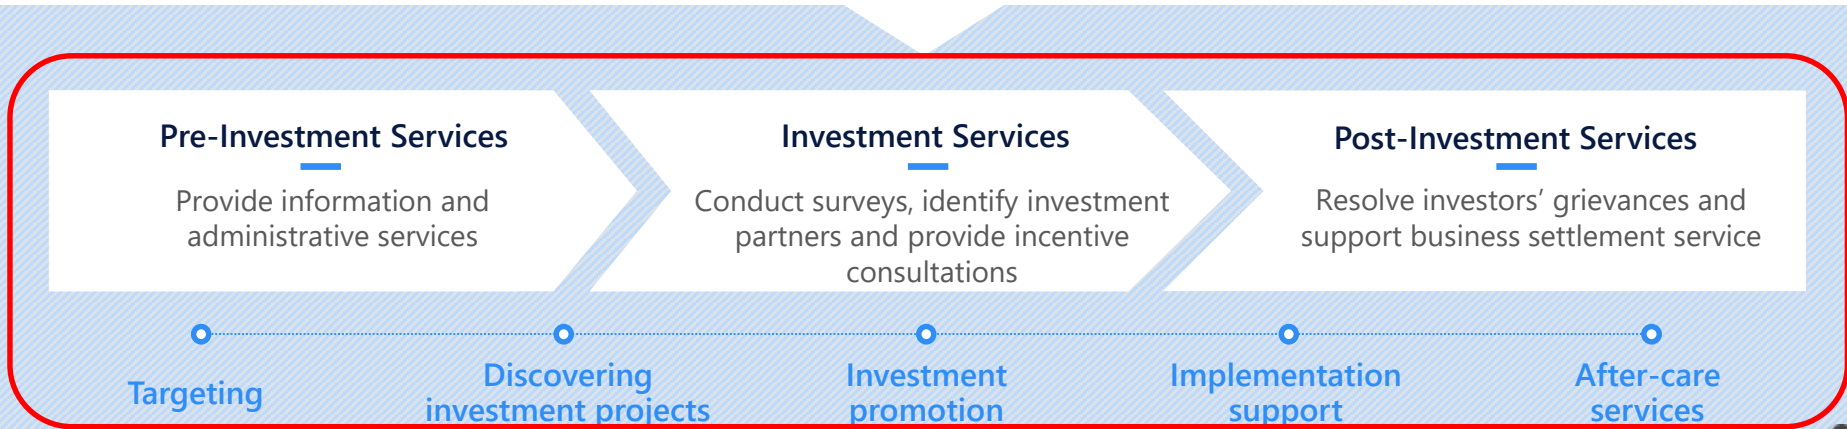 Pre-Investment Services
Provide information and
administrative services
Investment Services
Conduct surveys, identify investment
partners and provide incentive
consultations
Post-Investment Services
Resolve investors’ grievances and
support business settlement service
Targeting
Discovering
investment projects
Investment
promotion
Implementation
support
After-care
services